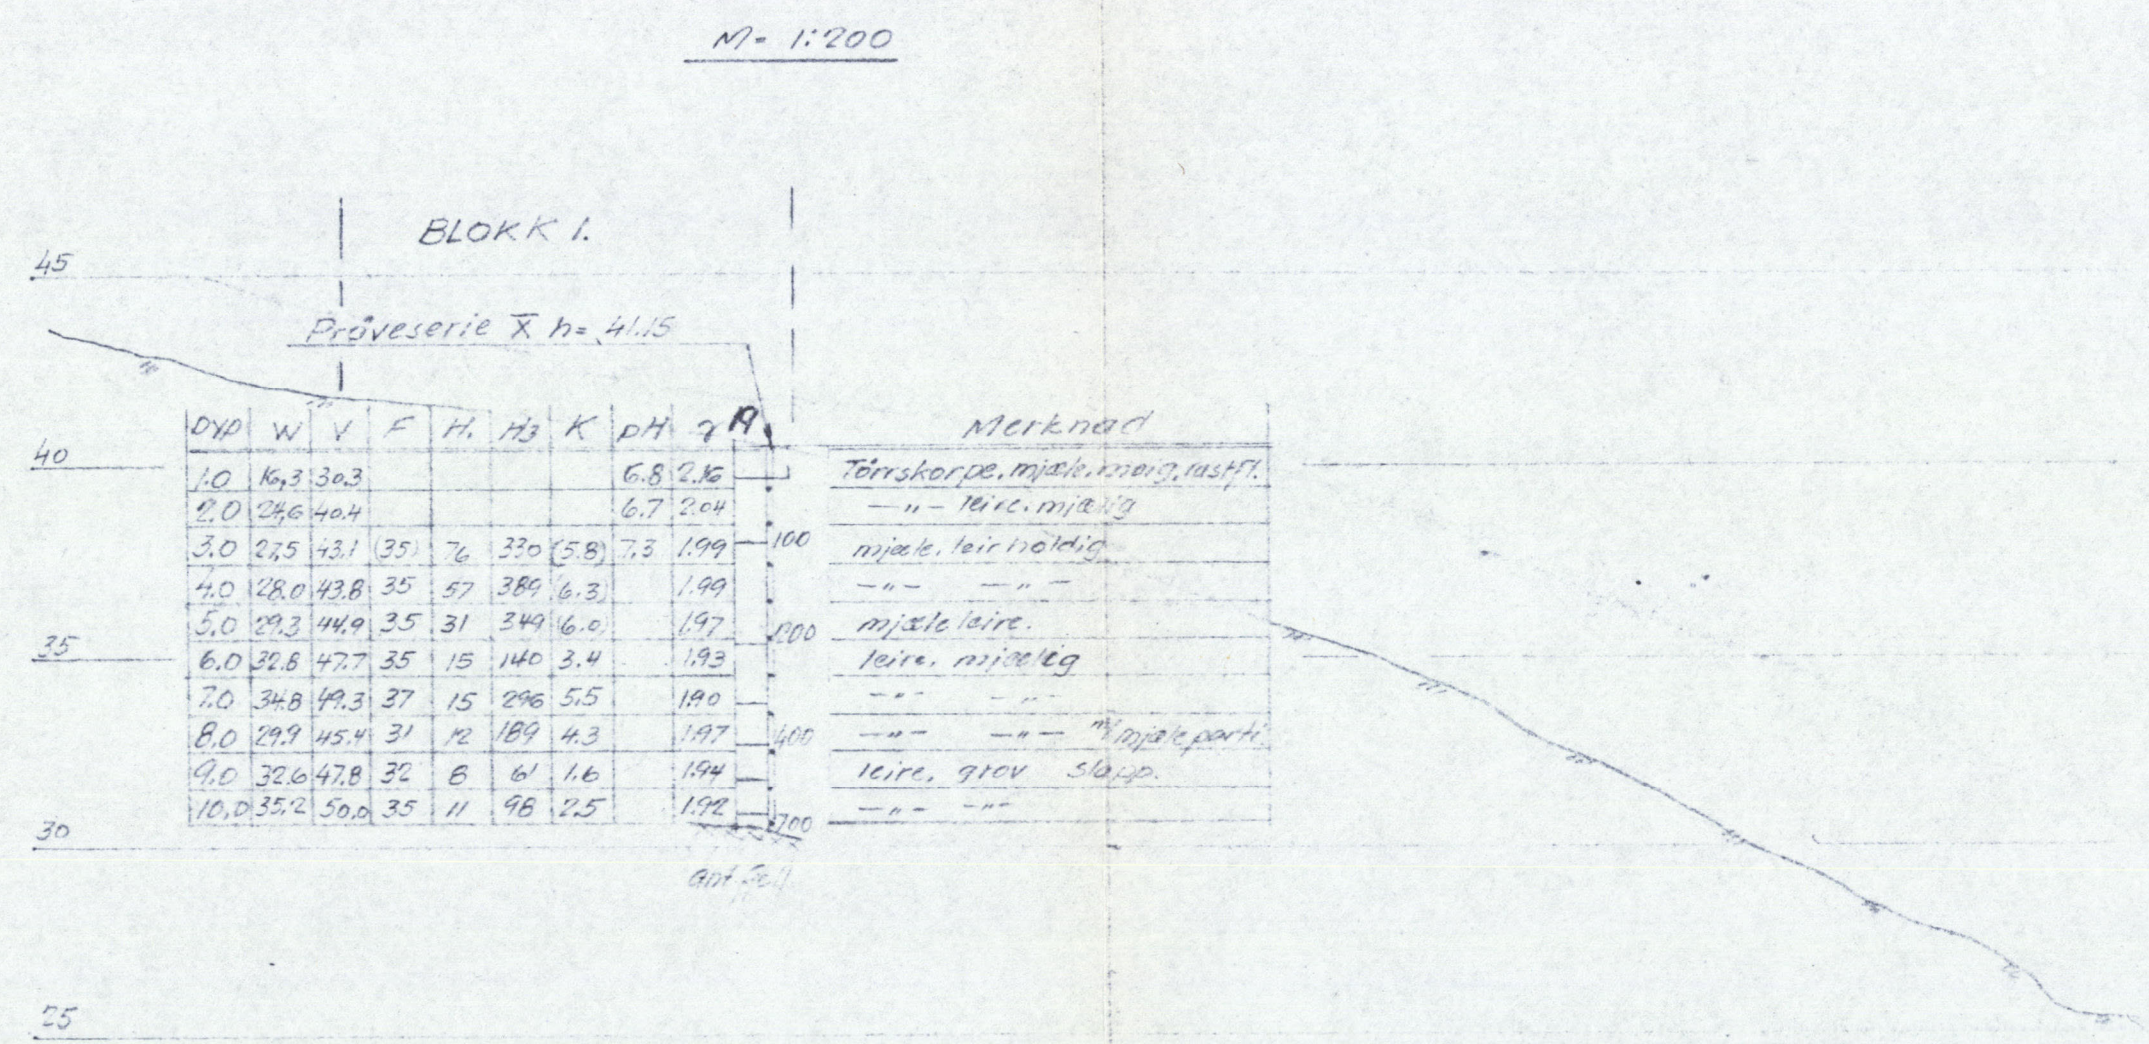 M= 1:200
BLOKK 1.
45
Prøveserie X h= 41.15
DYP W V F H1 H3 K pH γ A Merknad
40
1.0 16,3 30.3 6.8 2.16 Törrskorpe, mjæle,
2.0 24,6 40.4 6.7 2.04 —"— leire, mjælig
3.0 27.5 43.1 (35) 76 330 (5.8) 7.3 1.99 100 mjæle, leirholdig
4.0 28.0 43.8 35 57 389 (6.3) 1.99 —"— —"—
5.0 29.3 44.9 35 31 349 (6.0) 1.97 200 mjæle leire.
35
6.0 32.8 47.7 35 15 140 3.4 1.93 leire, mjælig
7.0 34.8 49.3 37 15 296 5.5 1.90 —"— —"—
8.0 29.9 45.4 31 12 189 4.3 1.97 400 —"— —"— m/ mjæle parti
9.0 32.6 47.8 32 8 61 1.6 1.94 leire, grov slapp.
10.0 35.2 50.0 35 11 98 2.5 1.92 700 —"— —"—
30
ant. fjell
25